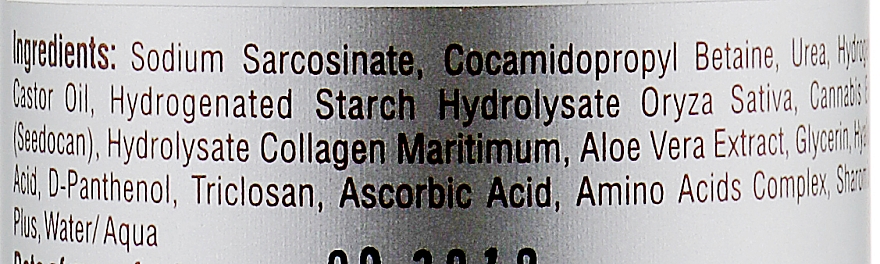 Ingredients: Sodium Sarcosinate, Cocamidopropyl Betaine, Urea,
Castor Oil, Hydrogenated Starch Hydrolysate Oryza Sativa, Cannabis
(Seedocan), Hydrolysate Collagen Maritimum, Aloe Vera Extract, Glycerin,
Acid, D-Panthenol, Triclosan, Ascorbic Acid, Amino Acids Complex,
Plus, Water/Aqua